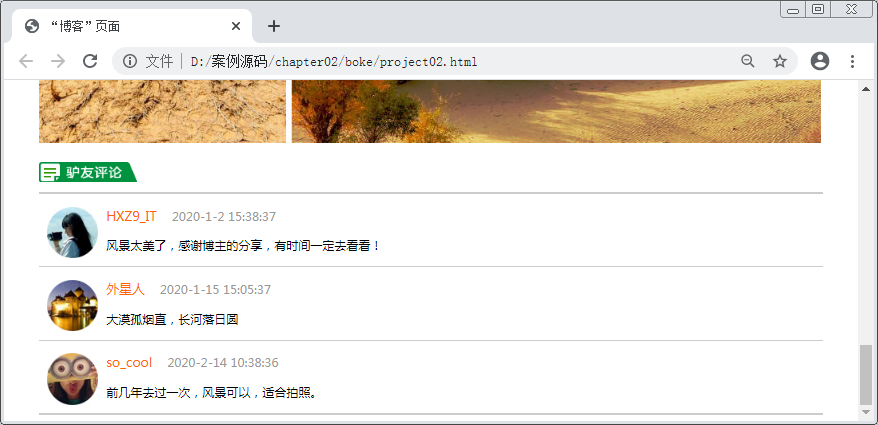 “博客”页面
文件 D:/案例源码/chapter02/boke/project02.html
驴友评论
HXZ9_IT 2020-1-2 15:38:37
风景太美了，感谢博主的分享，有时间一定去看看！
外星人 2020-1-15 15:05:37
大漠孤烟直，长河落日圆
so_cool 2020-2-14 10:38:36
前几年去过一次，风景可以，适合拍照。